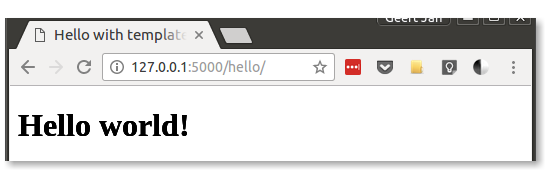 Geert Jan
Hello with template
127.0.0.1:5000/hello/
Hello world!